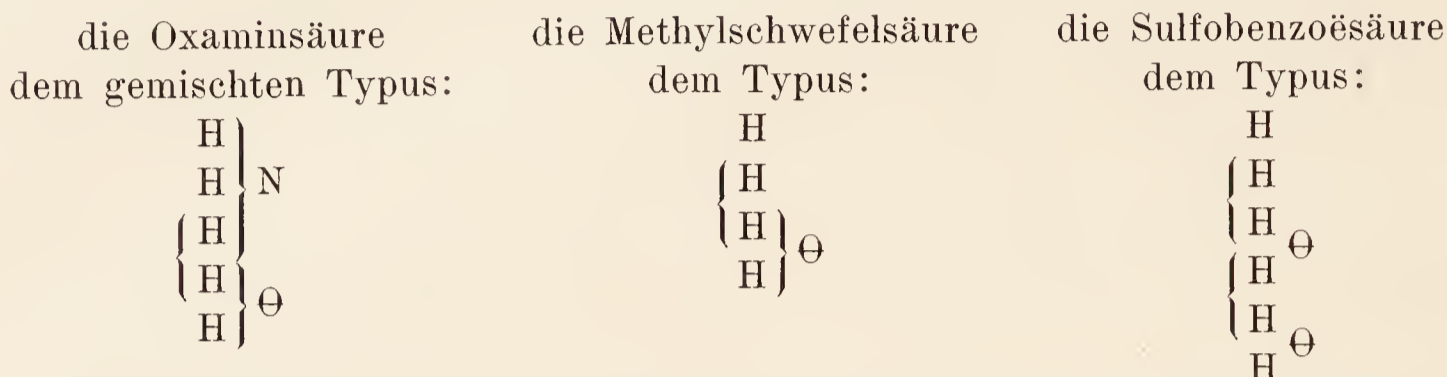 die Oxaminsäure
dem gemischten Typus:
H
H N
H
H
H Θ
die Methylschwefelsäure
dem Typus:
H
H
H
H Θ
die Sulfobenzoësäure
dem Typus:
H
H
H Θ
H
H Θ
H